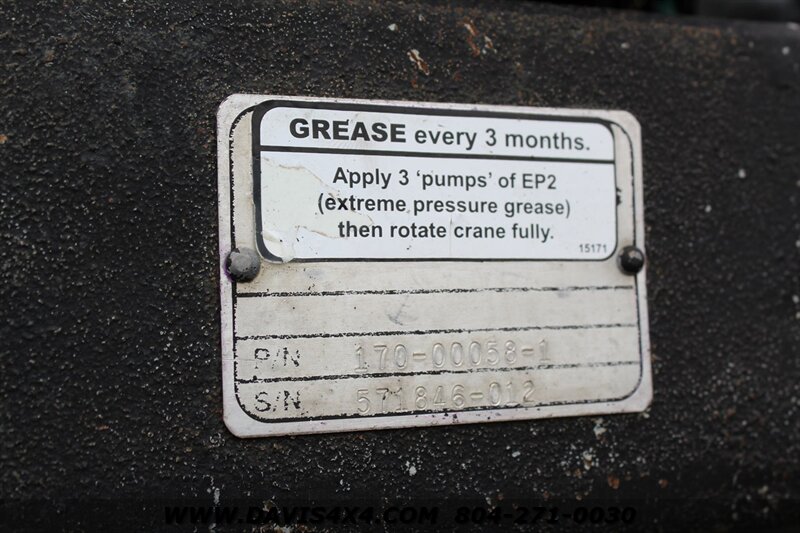 GREASE every 3 months.
Apply 3 ‘pumps’ of EP2
(extreme pressure grease)
then rotate crane fully.
15171
P/N 170-00058-1
S/N 571846-012
WWW.DAVIS4X4.COM 804-271-0030